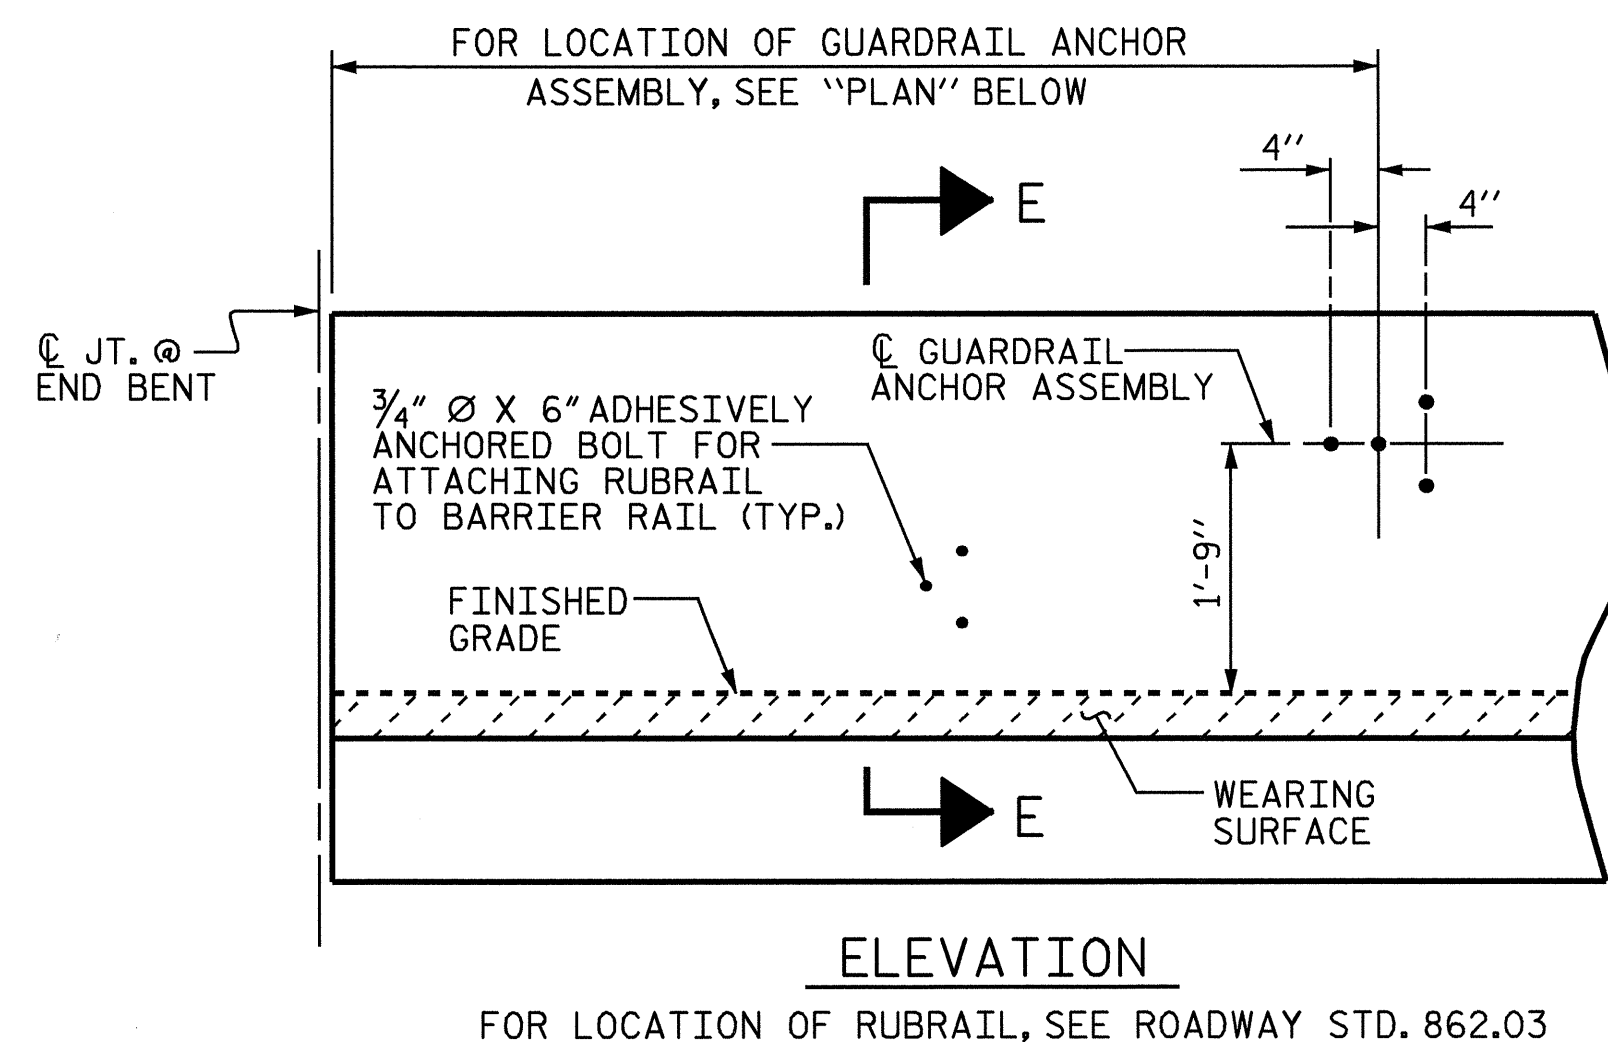 FOR LOCATION OF GUARDRAIL ANCHOR
ASSEMBLY, SEE "PLAN" BELOW
4"
4"
E
℄ JT. @
END BENT
℄ GUARDRAIL
ANCHOR ASSEMBLY
3/4" Ø X 6" ADHESIVELY
ANCHORED BOLT FOR
ATTACHING RUBRAIL
TO BARRIER RAIL (TYP.)
1'-9"
FINISHED
GRADE
WEARING
SURFACE
E
ELEVATION
FOR LOCATION OF RUBRAIL, SEE ROADWAY STD. 862.03